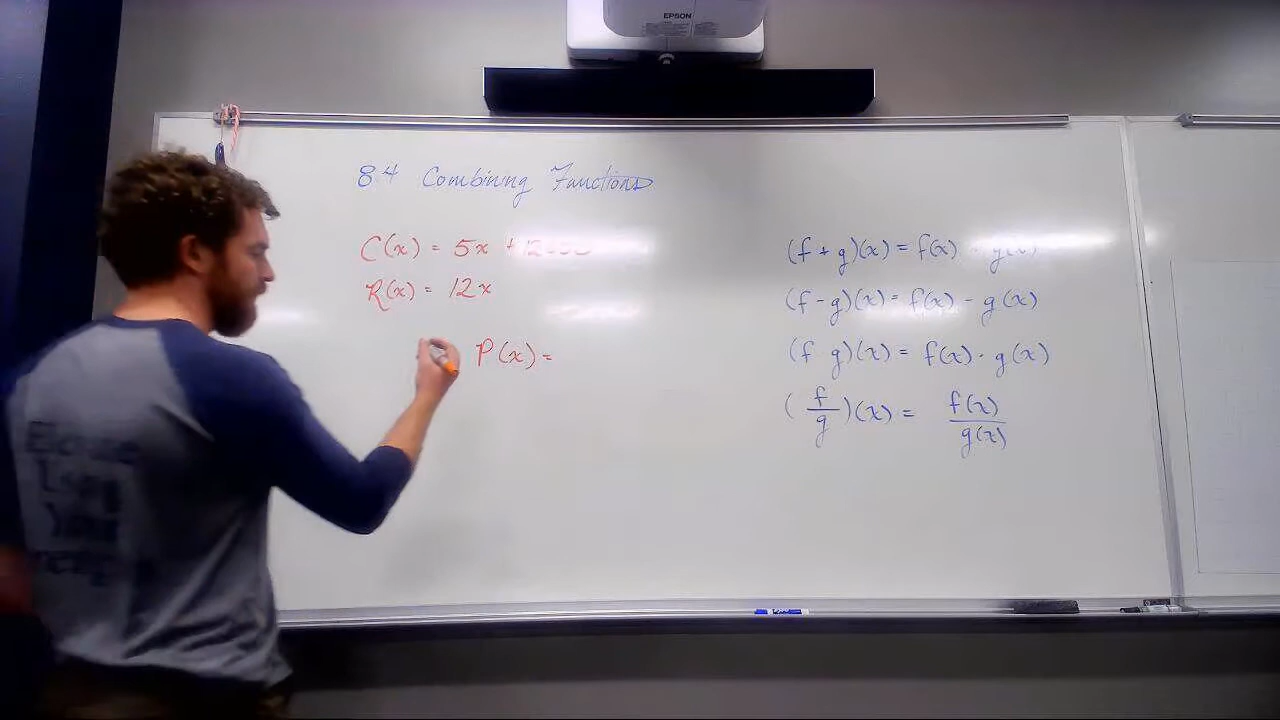 EPSON
8.4 Combining Functions
C(x) = 5x +
R(x) = 12x
P(x) =
(f + g)(x) = f(x) g(x)
(f - g)(x) = f(x) - g(x)
(f g)(x) = f(x) · g(x)
(f/g)(x) = f(x)/g(x)